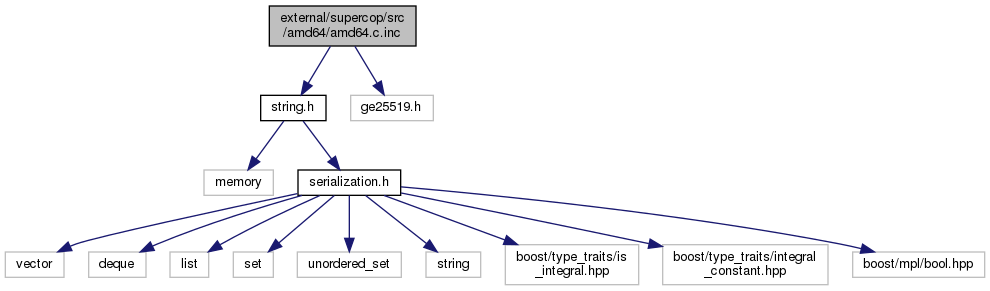 external/supercop/src
/amd64/amd64.c.inc
string.h
ge25519.h
memory
serialization.h
vector
deque
list
set
unordered_set
string
boost/type_traits/is
_integral.hpp
boost/type_traits/integral
_constant.hpp
boost/mpl/bool.hpp